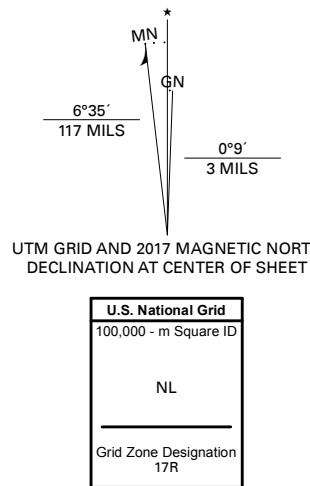 ★
MN
GN
6°35´
117 MILS
0°9´
3 MILS
UTM GRID AND 2017 MAGNETIC NORT
DECLINATION AT CENTER OF SHEET
U.S. National Grid
100,000 - m Square ID
NL
Grid Zone Designation
17R